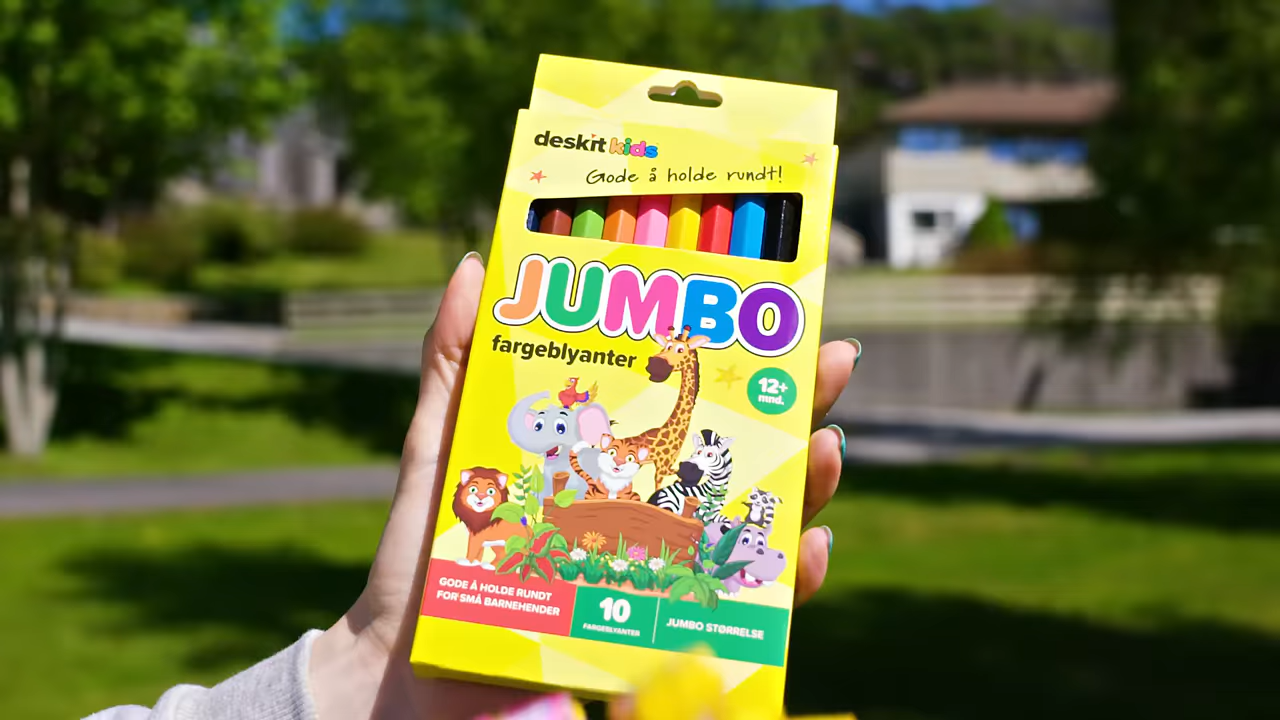 deskit kids
Gode å holde rundt!
JUMBO
fargeblyanter
12+
mnd.
GODE Å HOLDE RUNDT
FOR SMÅ BARNEHENDER
10
FARGEBLYANTER
JUMBO STØRRELSE